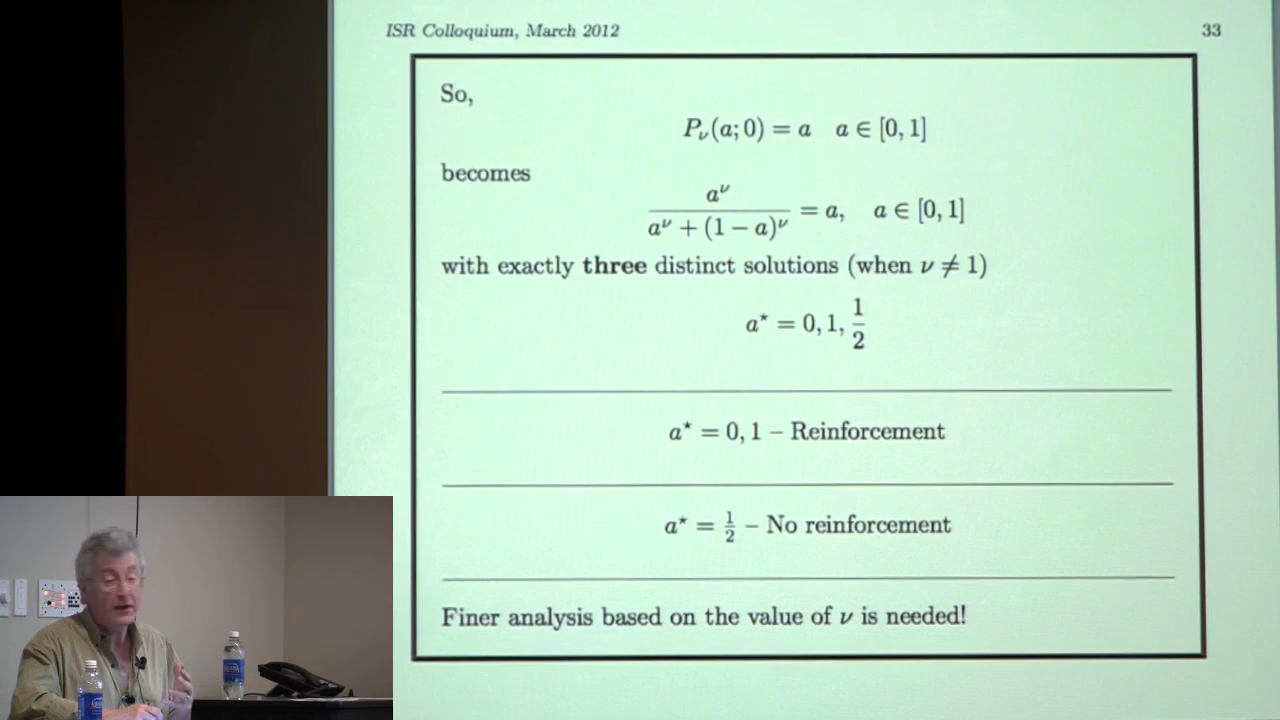 ISR Colloquium, March 2012 33
So,
Pν(a; 0) = a a ∈ [0, 1]
becomes
a^ν / (a^ν + (1 − a)^ν) = a, a ∈ [0, 1]
with exactly three distinct solutions (when ν ≠ 1)
a⋆ = 0, 1, 1/2
a⋆ = 0, 1 – Reinforcement
a⋆ = 1/2 – No reinforcement
Finer analysis based on the value of ν is needed!